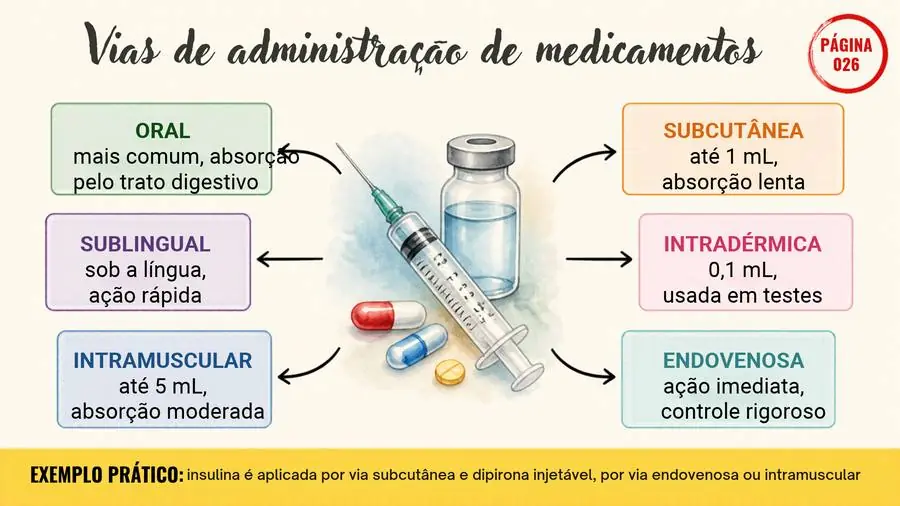 Vias de administração de medicamentos
PÁGINA
026
ORAL
mais comum, absorção
pelo trato digestivo
SUBLINGUAL
sob a língua,
ação rápida
INTRAMUSCULAR
até 5 mL,
absorção moderada
SUBCUTÂNEA
até 1 mL,
absorção lenta
INTRADÉRMICA
0,1 mL,
usada em testes
ENDOVENOSA
ação imediata,
controle rigoroso
EXEMPLO PRÁTICO: insulina é aplicada por via subcutânea e dipirona injetável, por via endovenosa ou intramuscular